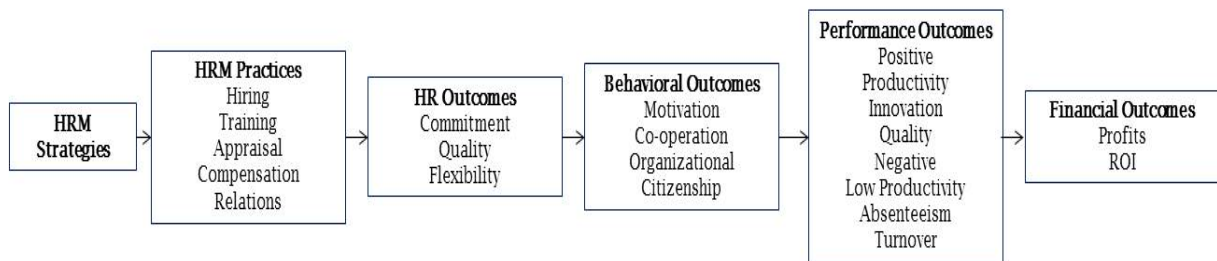 HRM
Strategies
HRM Practices
Hiring
Training
Appraisal
Compensation
Relations
HR Outcomes
Commitment
Quality
Flexibility
Behavioral Outcomes
Motivation
Co-operation
Organizational
Citizenship
Performance Outcomes
Positive
Productivity
Innovation
Quality
Negative
Low Productivity
Absenteeism
Turnover
Financial Outcomes
Profits
ROI